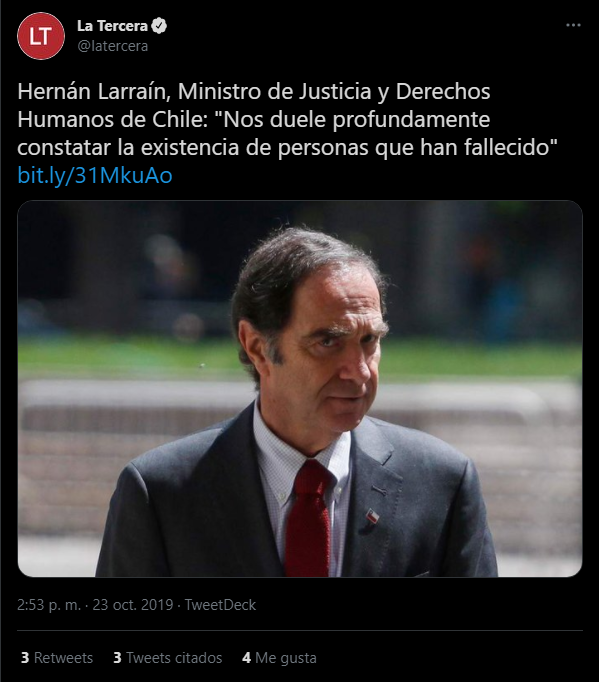 LT
La Tercera
@latercera
Hernán Larraín, Ministro de Justicia y Derechos
Humanos de Chile: "Nos duele profundamente
constatar la existencia de personas que han fallecido"
bit.ly/31MkuAo
2:53 p. m. · 23 oct. 2019 · TweetDeck
3 Retweets 3 Tweets citados 4 Me gusta